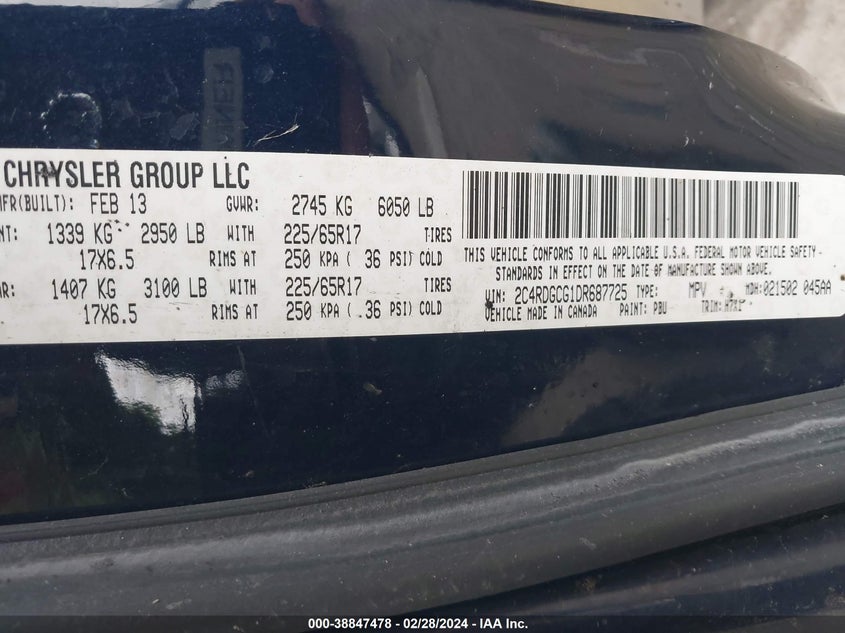 CHRYSLER GROUP LLC
MFR(BUILT): FEB 13 GVWR: 2745 KG 6050 LB
NT: 1339 KG 2950 LB WITH 225/65R17 TIRES
17X6.5 RIMS AT 250 KPA ( 36 PSI) COLD
AR: 1407 KG 3100 LB WITH 225/65R17 TIRES
17X6.5 RIMS AT 250 KPA ( 36 PSI) COLD
THIS VEHICLE CONFORMS TO ALL APPLICABLE U.S.A. FEDERAL MOTOR VEHICLE SAFETY
STANDARDS IN EFFECT ON THE DATE OF MANUFACTURE SHOWN ABOVE.
VIN: 2C4RDGCG1DR687725 TYPE: MPV MDH:021502 045AA
VEHICLE MADE IN CANADA PAINT: PBU TRIM:
000-38847478 - 02/28/2024 - IAA Inc.